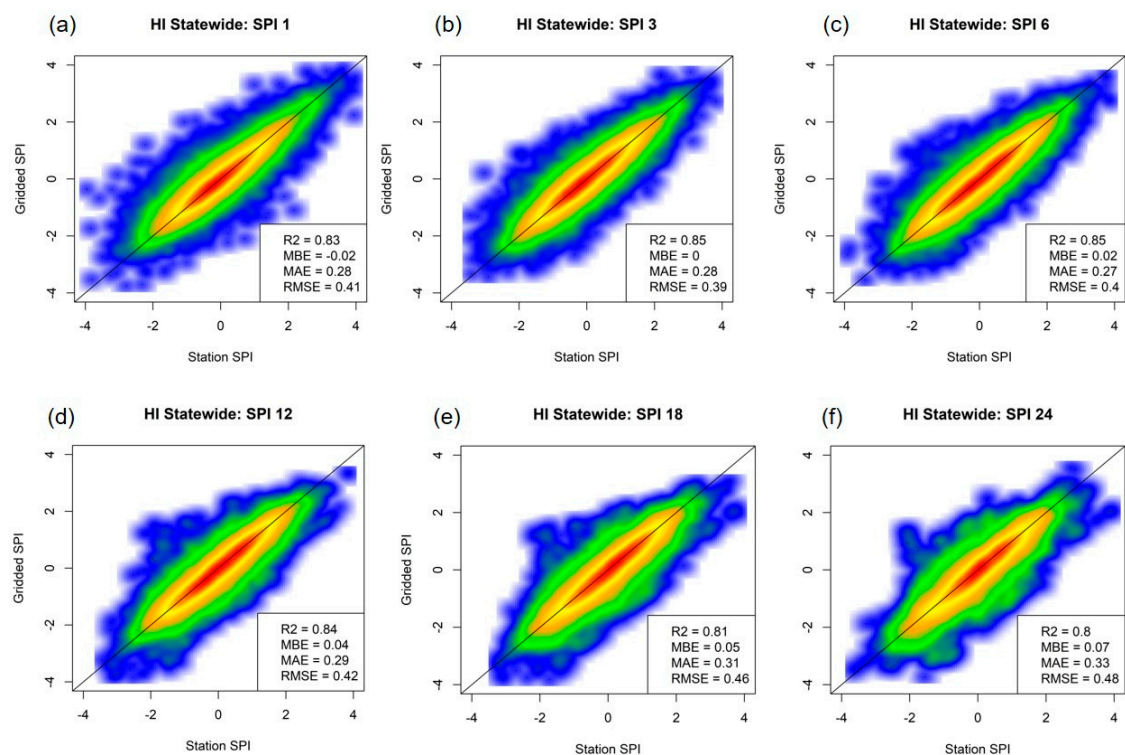 (a) HI Statewide: SPI 1
4
2
0
-2
-4
Gridded SPI
R2 = 0.83
MBE = -0.02
MAE = 0.28
RMSE = 0.41
-4 -2 0 2 4
Station SPI
(b) HI Statewide: SPI 3
4
2
0
-2
-4
Gridded SPI
R2 = 0.85
MBE = 0
MAE = 0.28
RMSE = 0.39
-4 -2 0 2 4
Station SPI
(c) HI Statewide: SPI 6
4
2
0
-2
-4
Gridded SPI
R2 = 0.85
MBE = 0.02
MAE = 0.27
RMSE = 0.4
-4 -2 0 2 4
Station SPI
(d) HI Statewide: SPI 12
4
2
0
-2
-4
Gridded SPI
R2 = 0.84
MBE = 0.04
MAE = 0.29
RMSE = 0.42
-4 -2 0 2 4
Station SPI
(e) HI Statewide: SPI 18
4
2
0
-2
-4
Gridded SPI
R2 = 0.81
MBE = 0.05
MAE = 0.31
RMSE = 0.46
-4 -2 0 2 4
Station SPI
(f) HI Statewide: SPI 24
4
2
0
-2
-4
Gridded SPI
R2 = 0.8
MBE = 0.07
MAE = 0.33
RMSE = 0.48
-4 -2 0 2 4
Station SPI